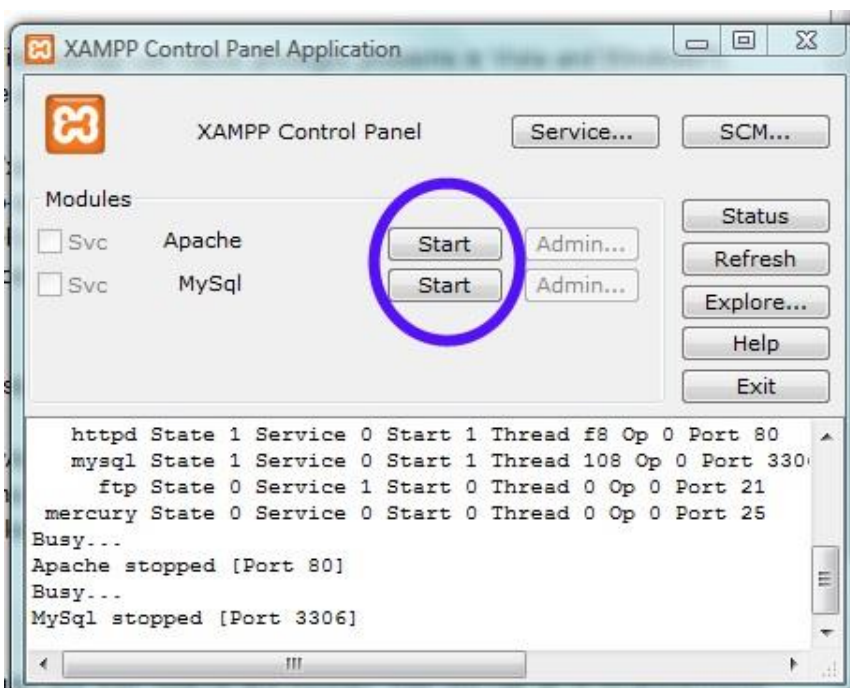 XAMPP Control Panel Application
XAMPP Control Panel Service... SCM...
Modules
Status
Svc Apache Start Admin...
Refresh
Svc MySql Start Admin...
Explore...
Help
Exit
httpd State 1 Service 0 Start 1 Thread f8 Op 0 Port 80
mysql State 1 Service 0 Start 1 Thread 108 Op 0 Port 330
ftp State 0 Service 1 Start 0 Thread 0 Op 0 Port 21
mercury State 0 Service 0 Start 0 Thread 0 Op 0 Port 25
Busy...
Apache stopped [Port 80]
Busy...
MySql stopped [Port 3306]